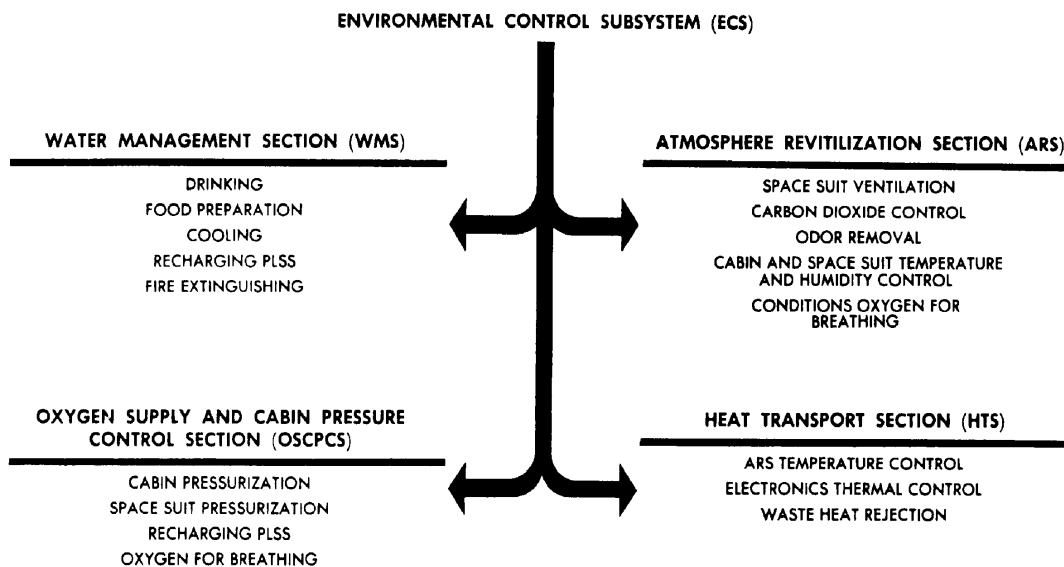 ENVIRONMENTAL CONTROL SUBSYSTEM (ECS)
WATER MANAGEMENT SECTION (WMS)
DRINKING
FOOD PREPARATION
COOLING
RECHARGING PLSS
FIRE EXTINGUISHING
ATMOSPHERE REVITILIZATION SECTION (ARS)
SPACE SUIT VENTILATION
CARBON DIOXIDE CONTROL
ODOR REMOVAL
CABIN AND SPACE SUIT TEMPERATURE
AND HUMIDITY CONTROL
CONDITIONS OXYGEN FOR
BREATHING
OXYGEN SUPPLY AND CABIN PRESSURE
CONTROL SECTION (OSCPCS)
CABIN PRESSURIZATION
SPACE SUIT PRESSURIZATION
RECHARGING PLSS
OXYGEN FOR BREATHING
HEAT TRANSPORT SECTION (HTS)
ARS TEMPERATURE CONTROL
ELECTRONICS THERMAL CONTROL
WASTE HEAT REJECTION